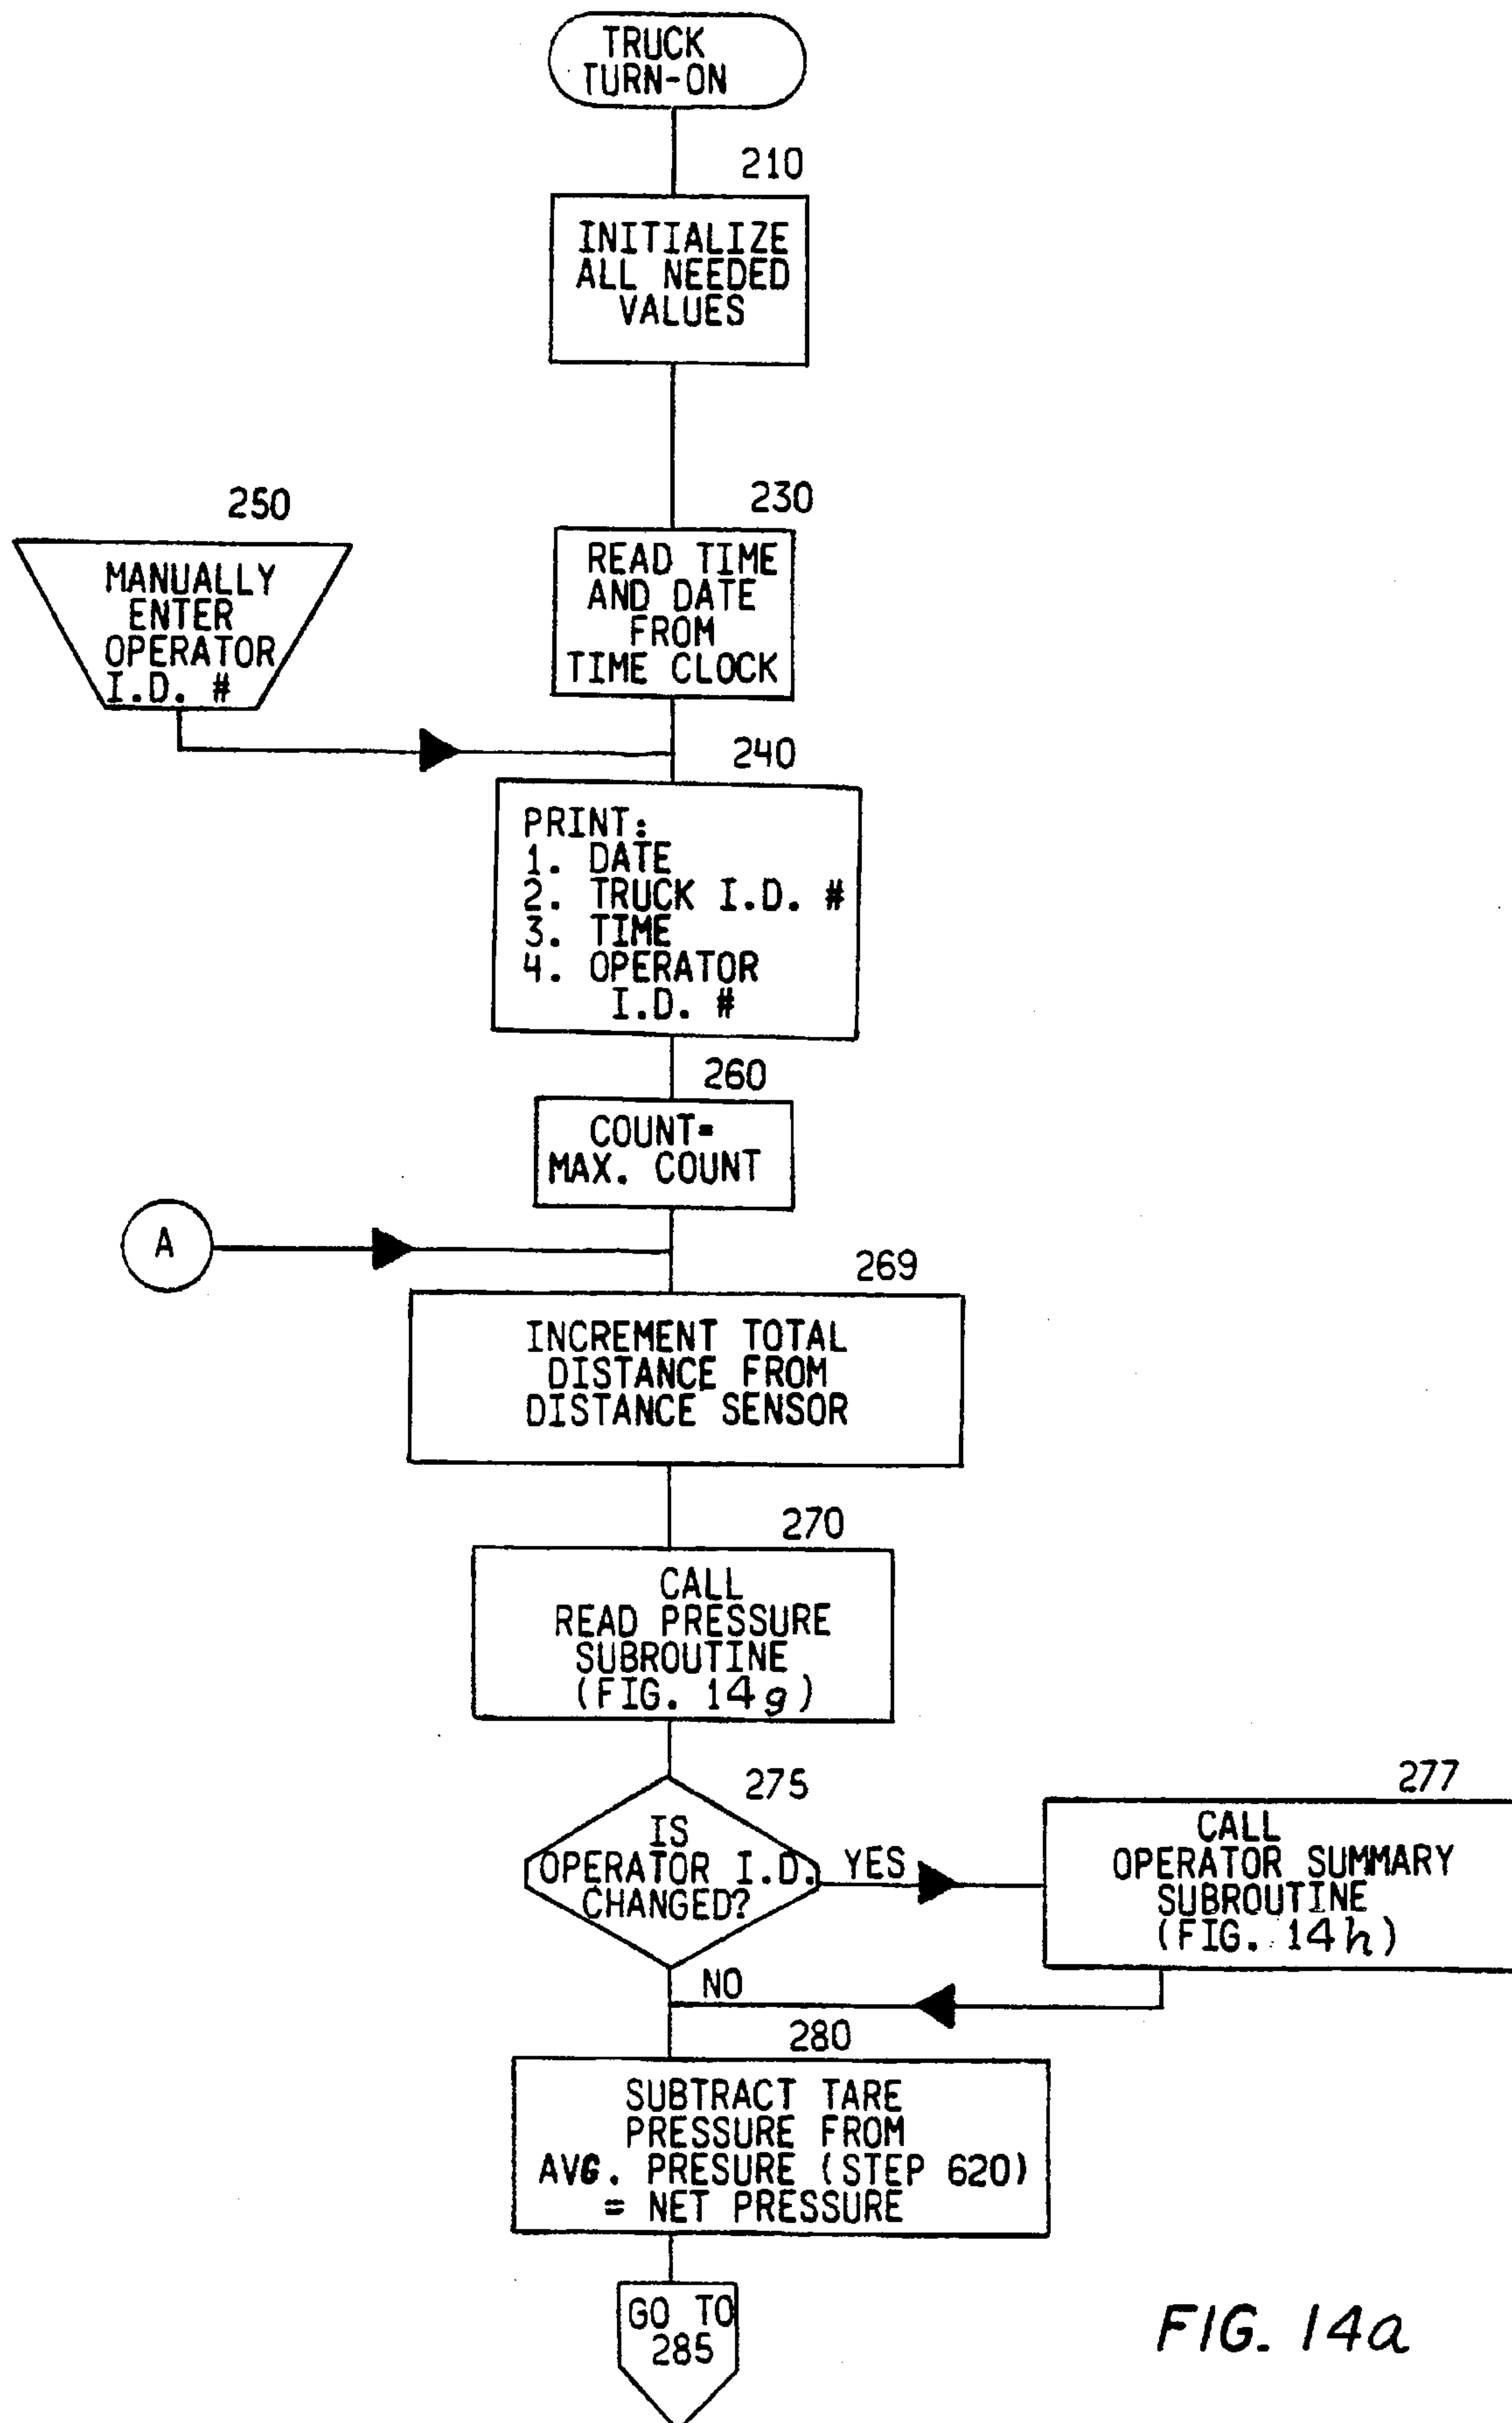 TRUCK
TURN-ON
210
INITIALIZE
ALL NEEDED
VALUES
250
MANUALLY
ENTER
OPERATOR
I.D. #
230
READ TIME
AND DATE
FROM
TIME CLOCK
240
PRINT:
1. DATE
2. TRUCK I.D. #
3. TIME
4. OPERATOR
I.D. #
260
COUNT=
MAX. COUNT
A
269
INCREMENT TOTAL
DISTANCE FROM
DISTANCE SENSOR
270
CALL
READ PRESSURE
SUBROUTINE
(FIG. 14g)
275
IS
OPERATOR I.D.
CHANGED?
YES
277
CALL
OPERATOR SUMMARY
SUBROUTINE
(FIG. 14h)
NO
280
SUBTRACT TARE
PRESSURE FROM
AVG. PRESURE (STEP 620)
= NET PRESSURE
GO TO
285
FIG. 14a